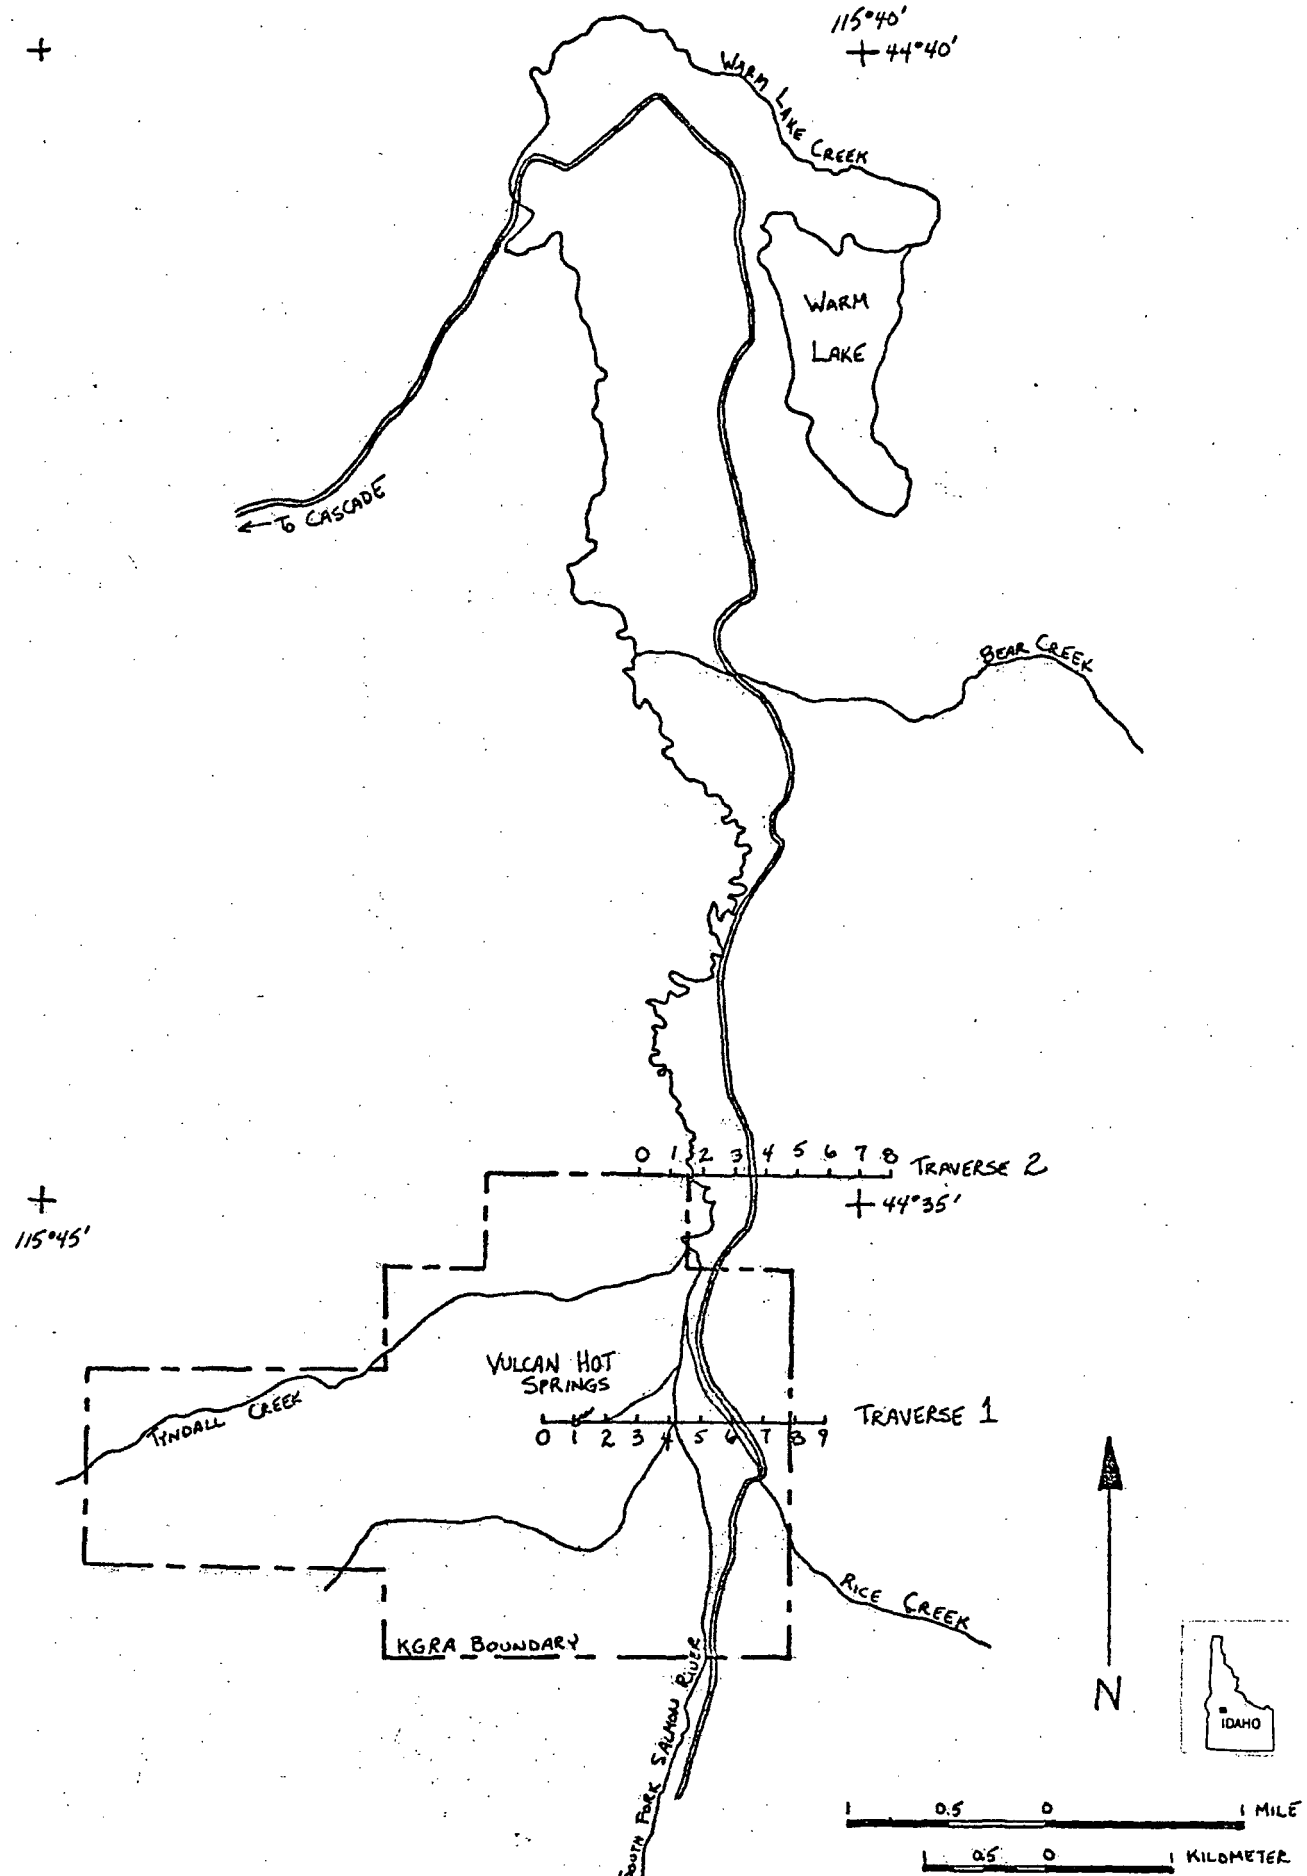 115°40'
44°40'
WARM LAKE CREEK
WARM
LAKE
← TO CASCADE
BEAR CREEK
0 1 2 3 4 5 6 7 8 TRAVERSE 2
44°35'
115°45'
VULCAN HOT
SPRINGS
TYNDALL CREEK
TRAVERSE 1
0 1 2 3 4 5 6 7 8 9
RICE CREEK
KGRA BOUNDARY
SOUTH FORK SALMON RIVER
N
IDAHO
1 0.5 0 1 MILE
0.5 0 1 KILOMETER